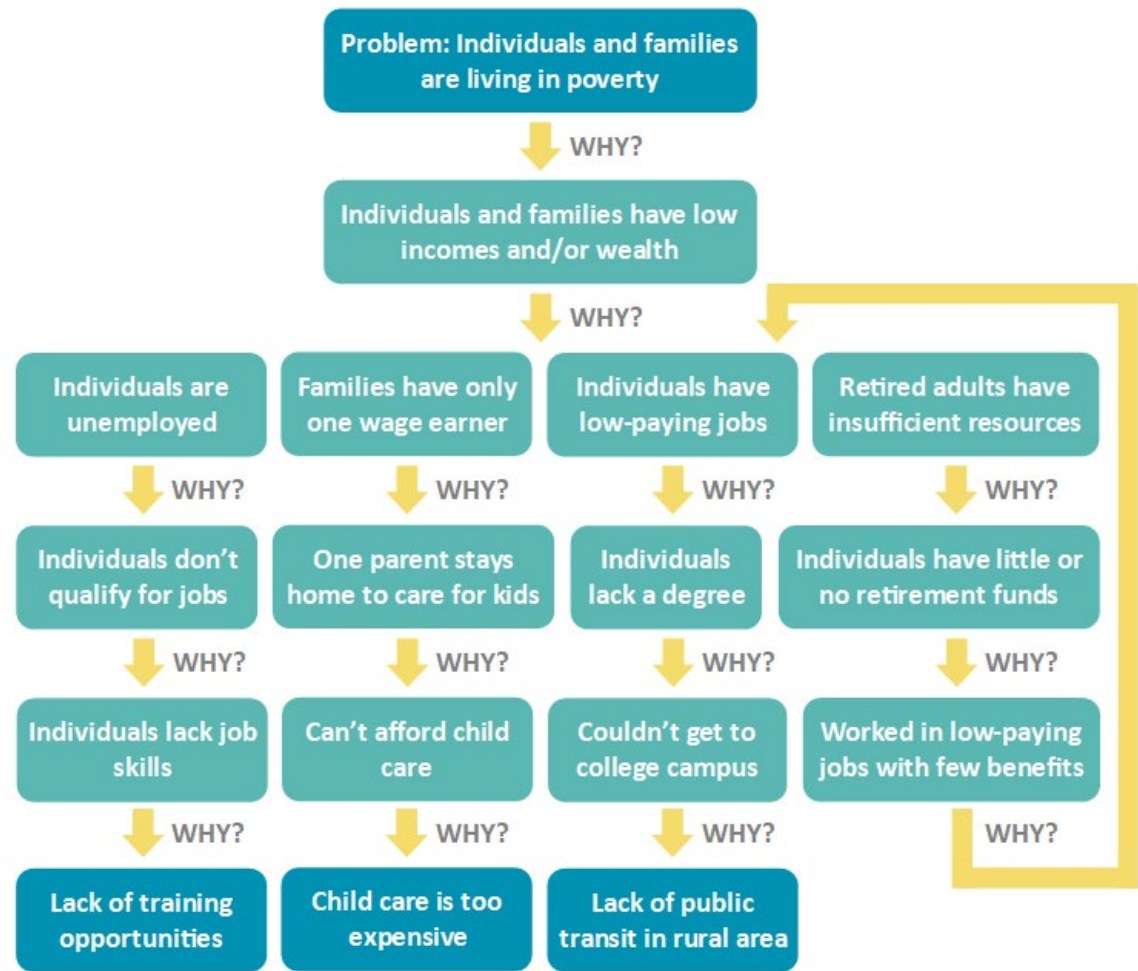 Problem: Individuals and families
are living in poverty
WHY?
Individuals and families have low
incomes and/or wealth
WHY?
Individuals are
unemployed
Families have only
one wage earner
Individuals have
low-paying jobs
Retired adults have
insufficient resources
WHY?
WHY?
WHY?
WHY?
Individuals don’t
qualify for jobs
One parent stays
home to care for kids
Individuals
lack a degree
Individuals have little or
no retirement funds
WHY?
WHY?
WHY?
WHY?
Individuals lack job
skills
Can’t afford child
care
Couldn’t get to
college campus
Worked in low-paying
jobs with few benefits
WHY?
WHY?
WHY?
WHY?
Lack of training
opportunities
Child care is too
expensive
Lack of public
transit in rural area